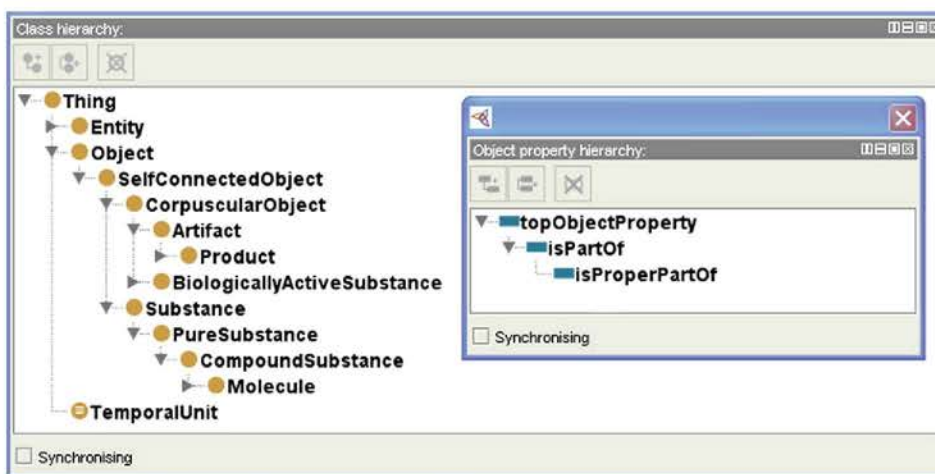 Class hierarchy:
Thing
Entity
Object
SelfConnectedObject
CorpuscularObject
Artifact
Product
BiologicallyActiveSubstance
Substance
PureSubstance
CompoundSubstance
Molecule
TemporalUnit
Synchronising
Object property hierarchy:
topObjectProperty
isPartOf
isProperPartOf
Synchronising